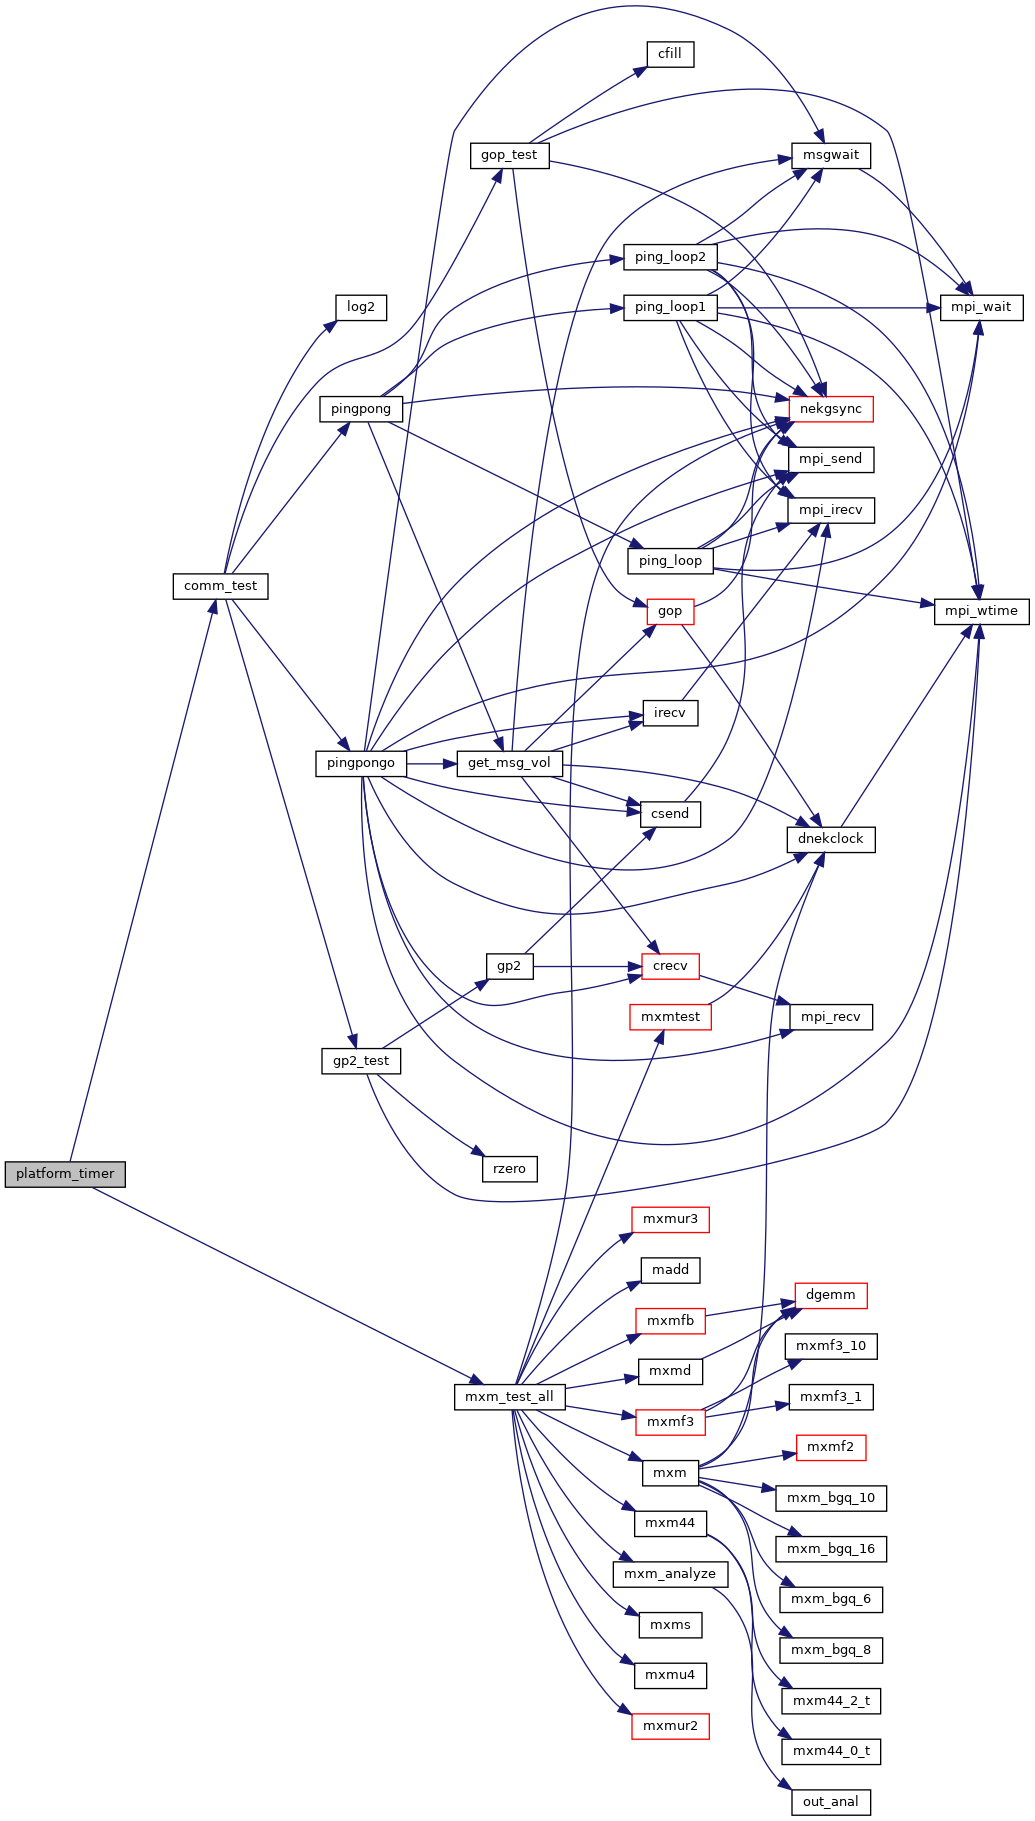 cfill
gop_test
msgwait
ping_loop2
log2
ping_loop1
mpi_wait
pingpong
nekgsync
mpi_send
mpi_irecv
ping_loop
comm_test
gop
mpi_wtime
irecv
pingpongo
get_msg_vol
csend
dnekclock
gp2
crecv
mxmtest
mpi_recv
gp2_test
rzero
platform_timer
mxmur3
madd
dgemm
mxmfb
mxmf3_10
mxmd
mxm_test_all
mxmf3_1
mxmf3
mxmf2
mxm
mxm_bgq_10
mxm44
mxm_bgq_16
mxm_analyze
mxm_bgq_6
mxms
mxm_bgq_8
mxmu4
mxm44_2_t
mxmur2
mxm44_0_t
out_anal